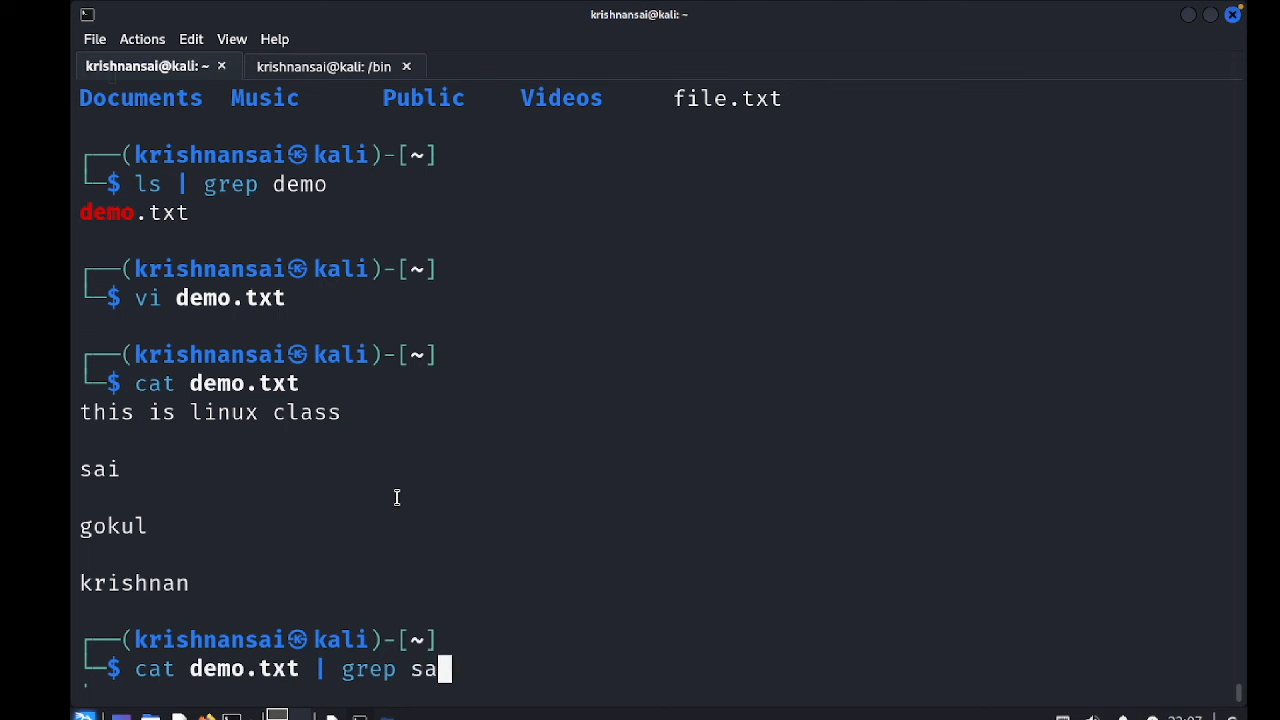 krishnansai@kali: ~
File Actions Edit View Help
krishnansai@kali: ~ × krishnansai@kali: /bin ×
Documents Music Public Videos file.txt
┌──(krishnansai㉿kali)-[~]
└─$ ls | grep demo
demo.txt
┌──(krishnansai㉿kali)-[~]
└─$ vi demo.txt
┌──(krishnansai㉿kali)-[~]
└─$ cat demo.txt
this is linux class
sai
gokul
krishnan
┌──(krishnansai㉿kali)-[~]
└─$ cat demo.txt | grep sa